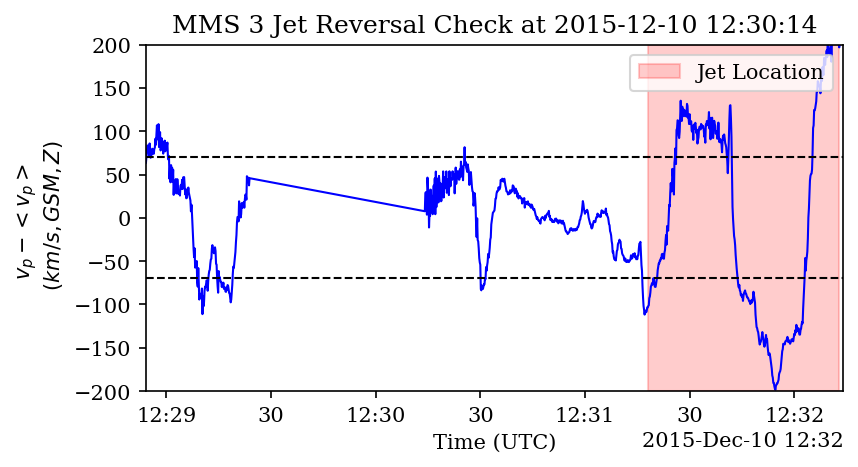 MMS 3 Jet Reversal Check at 2015-12-10 12:30:14
200
150
100
50
0
−50
−100
−150
−200
v_p − <v_p>
(km/s, GSM, Z)
Jet Location
12:29 30 12:30 30 12:31 30 12:32
Time (UTC)
2015-Dec-10 12:32